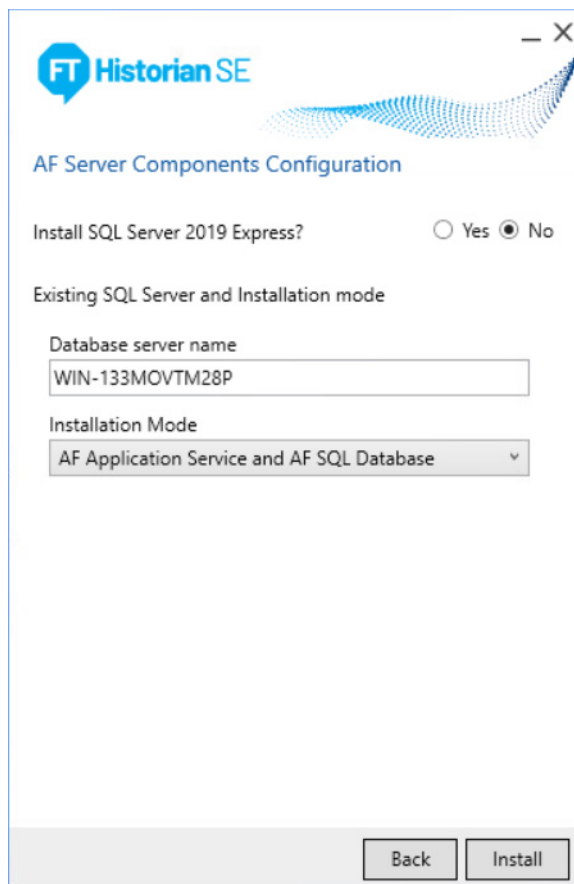 FT Historian SE
AF Server Components Configuration
Install SQL Server 2019 Express? Yes No
Existing SQL Server and Installation mode
Database server name
WIN-133MOVTM28P
Installation Mode
AF Application Service and AF SQL Database
Back Install